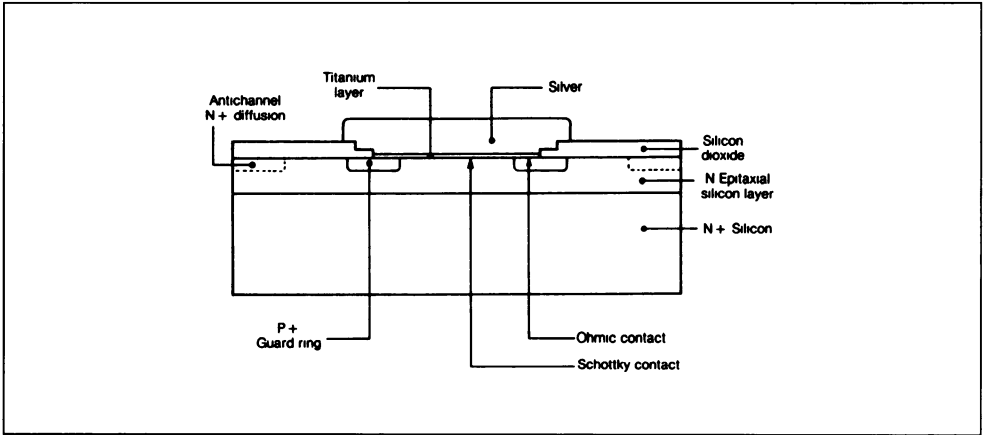 Titanium
layer
Silver
Antichannel
N + diffusion
Silicon
dioxide
N Epitaxial
silicon layer
N + Silicon
P +
Guard ring
Ohmic contact
Schottky contact